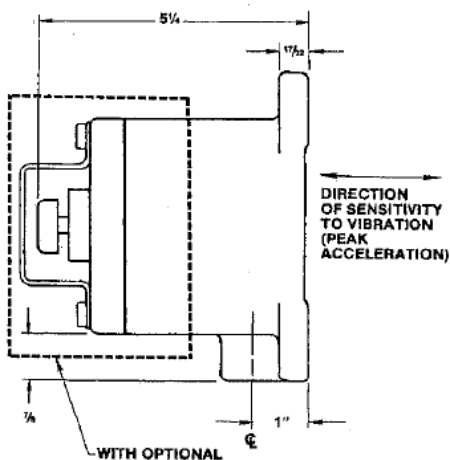 5¼
17/32
DIRECTION
OF SENSITIVITY
TO VIBRATION
(PEAK
ACCELERATION)
⅞
℄
1"
WITH OPTIONAL